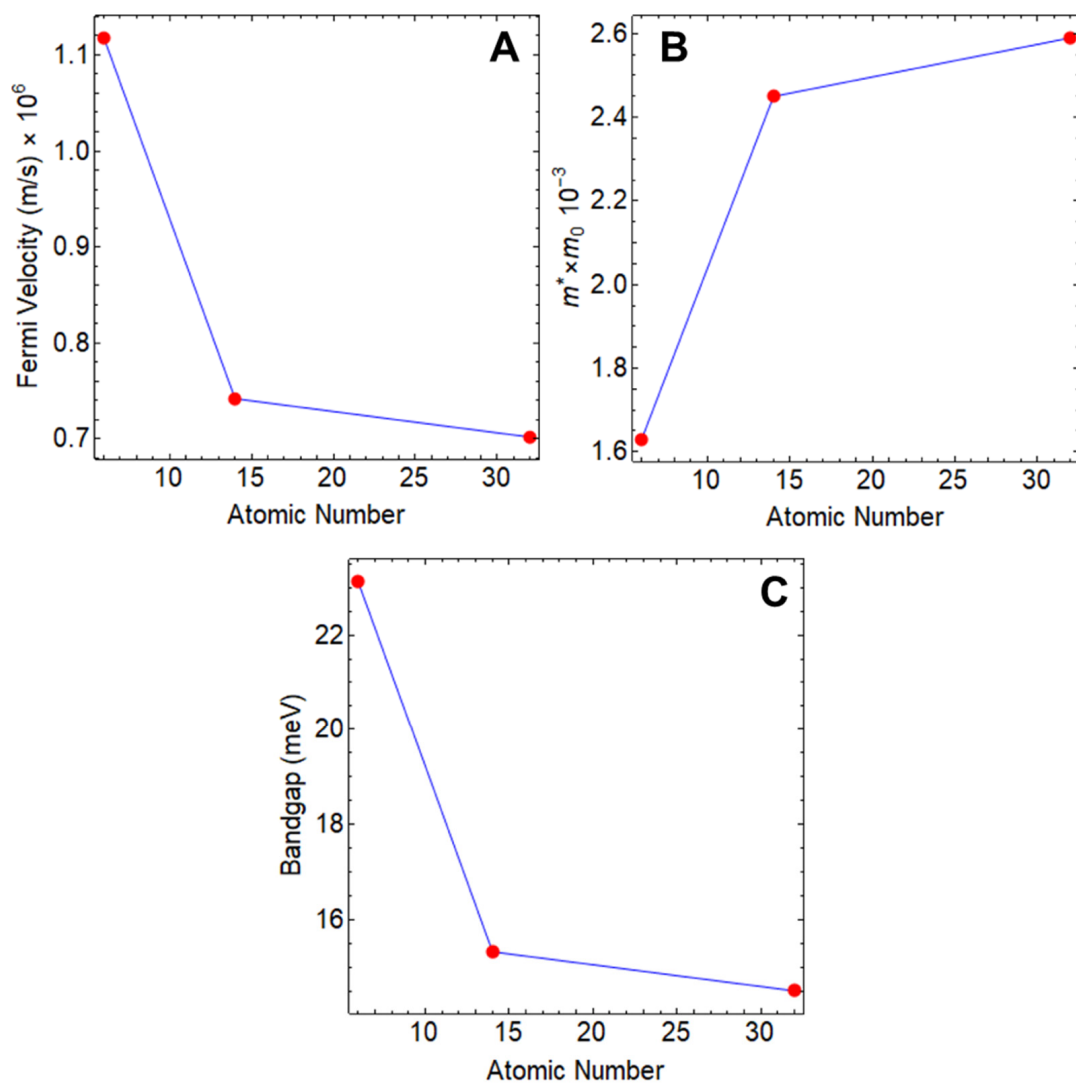 A
Fermi Velocity (m/s) × 10⁶
1.1
1.0
0.9
0.8
0.7
10 15 20 25 30
Atomic Number
B
m* × m₀ 10⁻³
2.6
2.4
2.2
2.0
1.8
1.6
10 15 20 25 30
Atomic Number
C
Bandgap (meV)
22
20
18
16
10 15 20 25 30
Atomic Number